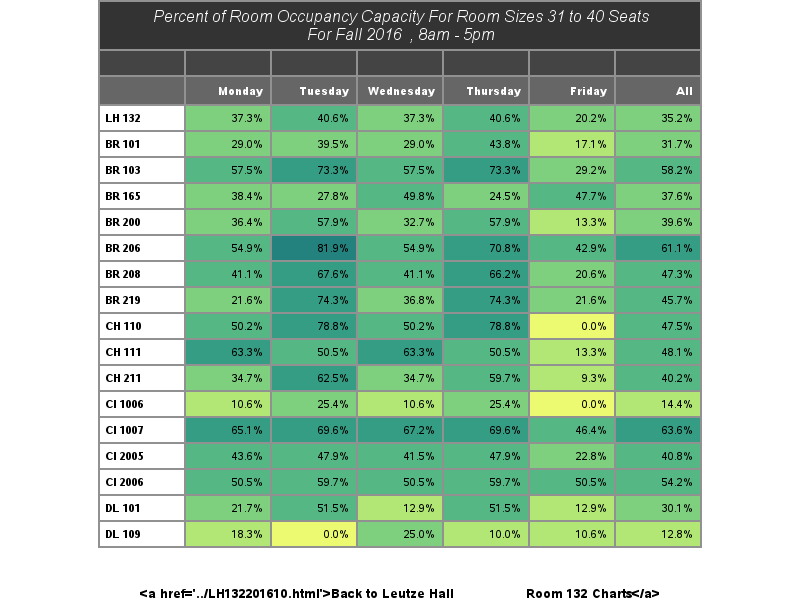 Percent of Room Occupancy Capacity For Room Sizes 31 to 40 Seats
For Fall 2016 , 8am - 5pm
Monday Tuesday Wednesday Thursday Friday All
LH 132 37.3% 40.6% 37.3% 40.6% 20.2% 35.2%
BR 101 29.0% 39.5% 29.0% 43.8% 17.1% 31.7%
BR 103 57.5% 73.3% 57.5% 73.3% 29.2% 58.2%
BR 165 38.4% 27.8% 49.8% 24.5% 47.7% 37.6%
BR 200 36.4% 57.9% 32.7% 57.9% 13.3% 39.6%
BR 206 54.9% 81.9% 54.9% 70.8% 42.9% 61.1%
BR 208 41.1% 67.6% 41.1% 66.2% 20.6% 47.3%
BR 219 21.6% 74.3% 36.8% 74.3% 21.6% 45.7%
CH 110 50.2% 78.8% 50.2% 78.8% 0.0% 47.5%
CH 111 63.3% 50.5% 63.3% 50.5% 13.3% 48.1%
CH 211 34.7% 62.5% 34.7% 59.7% 9.3% 40.2%
CI 1006 10.6% 25.4% 10.6% 25.4% 0.0% 14.4%
CI 1007 65.1% 69.6% 67.2% 69.6% 46.4% 63.6%
CI 2005 43.6% 47.9% 41.5% 47.9% 22.8% 40.8%
CI 2006 50.5% 59.7% 50.5% 59.7% 50.5% 54.2%
DL 101 21.7% 51.5% 12.9% 51.5% 12.9% 30.1%
DL 109 18.3% 0.0% 25.0% 10.0% 10.6% 12.8%
<a href='../LH132201610.html'>Back to Leutze Hall Room 132 Charts</a>